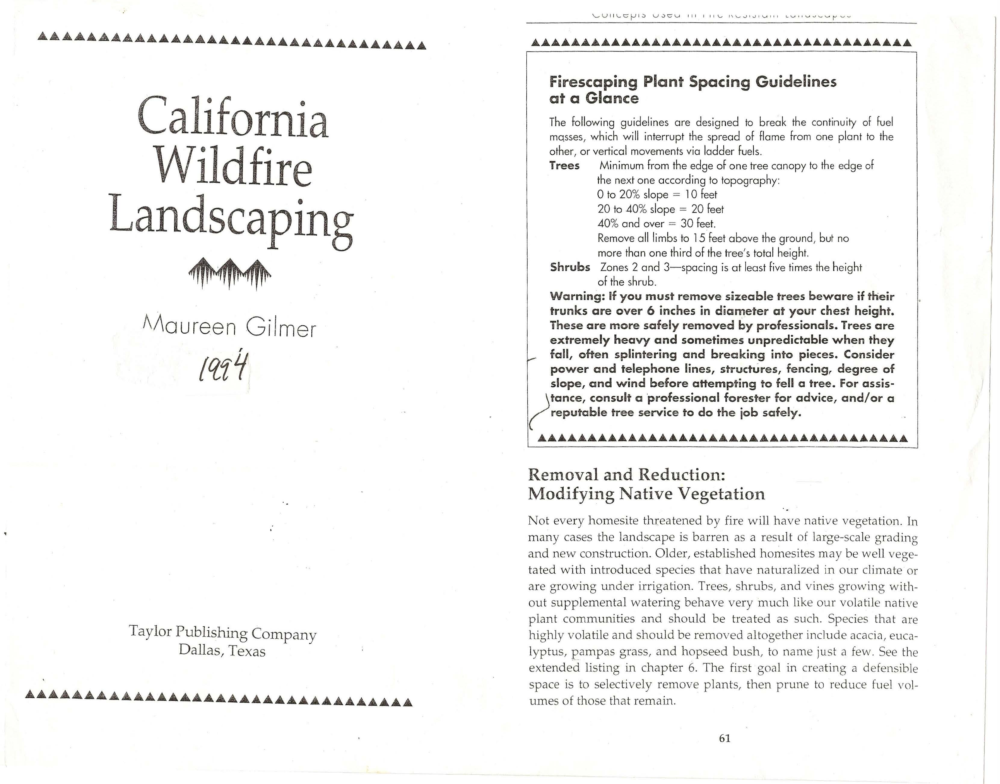 California
Wildfire
Landscaping
Maureen Gilmer
1994
Taylor Publishing Company
Dallas, Texas
Concepts Used in Fire Resistant Landscapes
Firescaping Plant Spacing Guidelines
at a Glance
The following guidelines are designed to break the continuity of fuel
masses, which will interrupt the spread of flame from one plant to the
other, or vertical movements via ladder fuels.
Trees Minimum from the edge of one tree canopy to the edge of
the next one according to topography:
0 to 20% slope = 10 feet
20 to 40% slope = 20 feet
40% and over = 30 feet.
Remove all limbs to 15 feet above the ground, but no
more than one third of the tree's total height.
Shrubs Zones 2 and 3—spacing is at least five times the height
of the shrub.
Warning: If you must remove sizeable trees beware if their
trunks are over 6 inches in diameter at your chest height.
These are more safely removed by professionals. Trees are
extremely heavy and sometimes unpredictable when they
fall, often splintering and breaking into pieces. Consider
power and telephone lines, structures, fencing, degree of
slope, and wind before attempting to fell a tree. For assis-
tance, consult a professional forester for advice, and/or a
reputable tree service to do the job safely.
Removal and Reduction:
Modifying Native Vegetation
Not every homesite threatened by fire will have native vegetation. In
many cases the landscape is barren as a result of large-scale grading
and new construction. Older, established homesites may be well vege-
tated with introduced species that have naturalized in our climate or
are growing under irrigation. Trees, shrubs, and vines growing with-
out supplemental watering behave very much like our volatile native
plant communities and should be treated as such. Species that are
highly volatile and should be removed altogether include acacia, euca-
lyptus, pampas grass, and hopseed bush, to name just a few. See the
extended listing in chapter 6. The first goal in creating a defensible
space is to selectively remove plants, then prune to reduce fuel vol-
umes of those that remain.
61